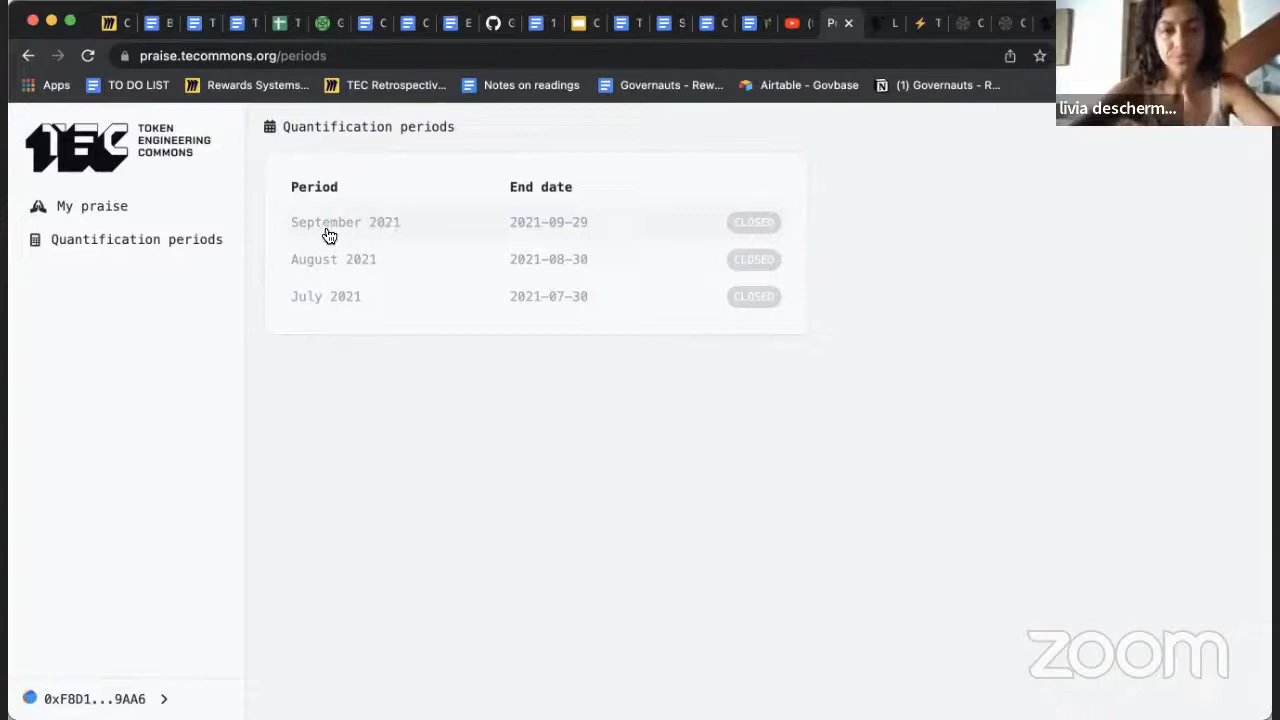 C
B
T
T
T
G
C
C
E
C
1
C
T
S
C
L
T
C
C
praise.tecommons.org/periods
Apps
TO DO LIST
Rewards Systems...
TEC Retrospectiv...
Notes on readings
Governauts - Rew...
Airtable - Govbase
(1) Governauts - R...
livia descherm...
TEC
TOKEN
ENGINEERING
COMMONS
My praise
Quantification periods
Quantification periods
Period End date
September 2021 2021-09-29 CLOSED
August 2021 2021-08-30 CLOSED
July 2021 2021-07-30 CLOSED
0xF8D1...9AA6
zoom